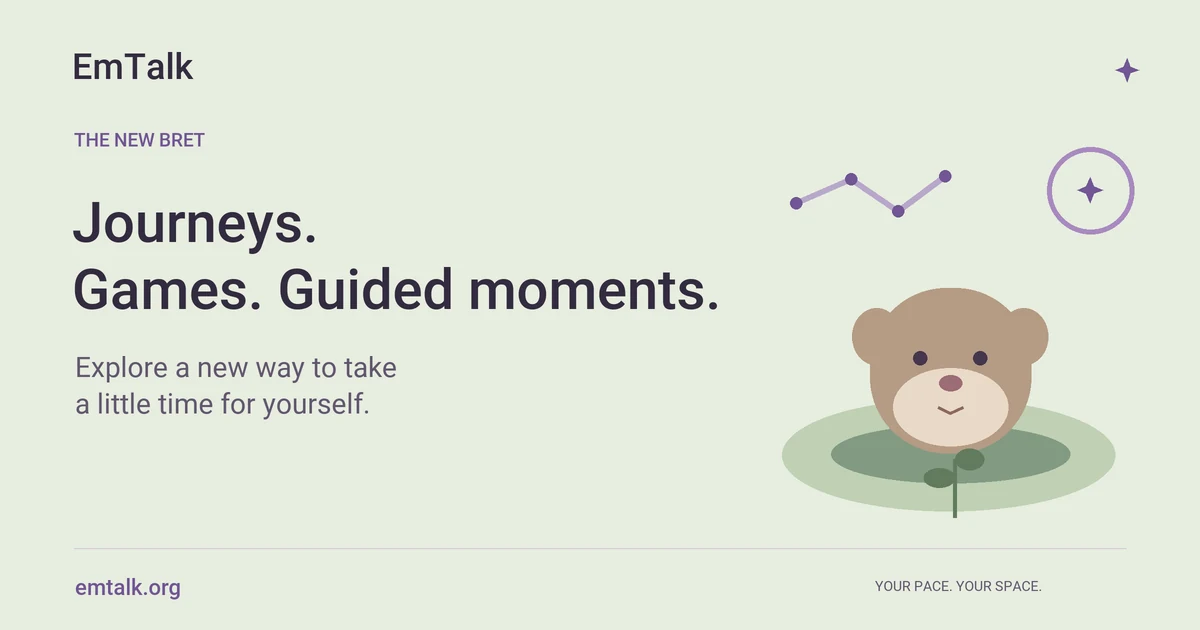 EmTalk
THE NEW BRET
Journeys.
Games. Guided moments.
Explore a new way to take
a little time for yourself.
emtalk.org
YOUR PACE. YOUR SPACE.